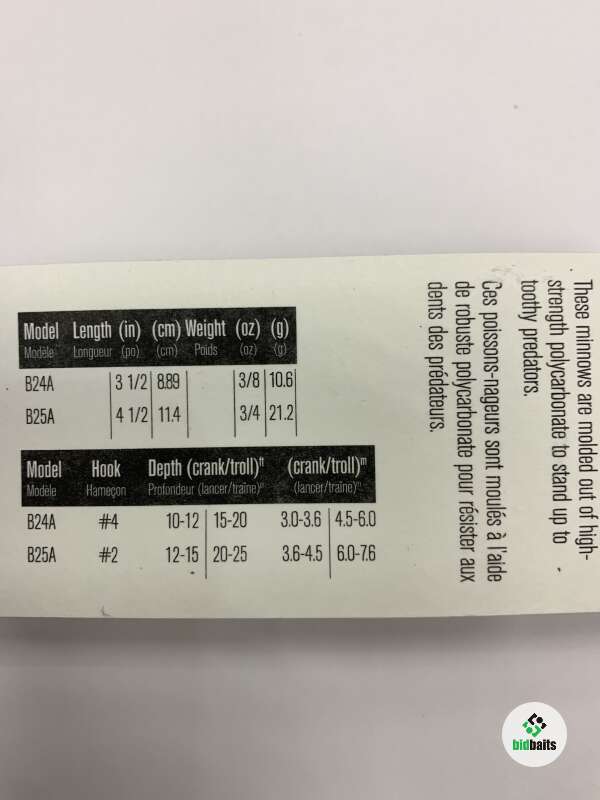 Model Length (in) (cm) Weight (oz) (g)
Modèle Longueur (po) (cm) Poids (oz) (g)
B24A 3 1/2 8.89 3/8 10.6
B25A 4 1/2 11.4 3/4 21.2
Model Hook Depth (crank/troll)ft (crank/troll)m
Modèle Hameçon Profondeur (lancer/traîne)pi (lancer/traîne)m
B24A #4 10-12 15-20 3.0-3.6 4.5-6.0
B25A #2 12-15 20-25 3.6-4.5 6.0-7.6
These minnows are molded out of high-
strength polycarbonate to stand up to
toothy predators.
Ces poissons-nageurs sont moulés à l'aide
de robuste polycarbonate pour résister aux
dents des prédateurs.
bidbaits